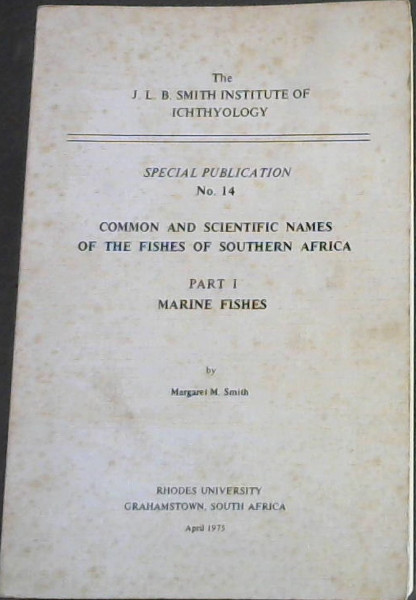 The
J. L. B. SMITH INSTITUTE OF
ICHTHYOLOGY
SPECIAL PUBLICATION
No. 14
COMMON AND SCIENTIFIC NAMES
OF THE FISHES OF SOUTHERN AFRICA
PART I
MARINE FISHES
by
Margaret M. Smith
RHODES UNIVERSITY
GRAHAMSTOWN, SOUTH AFRICA
April 1975